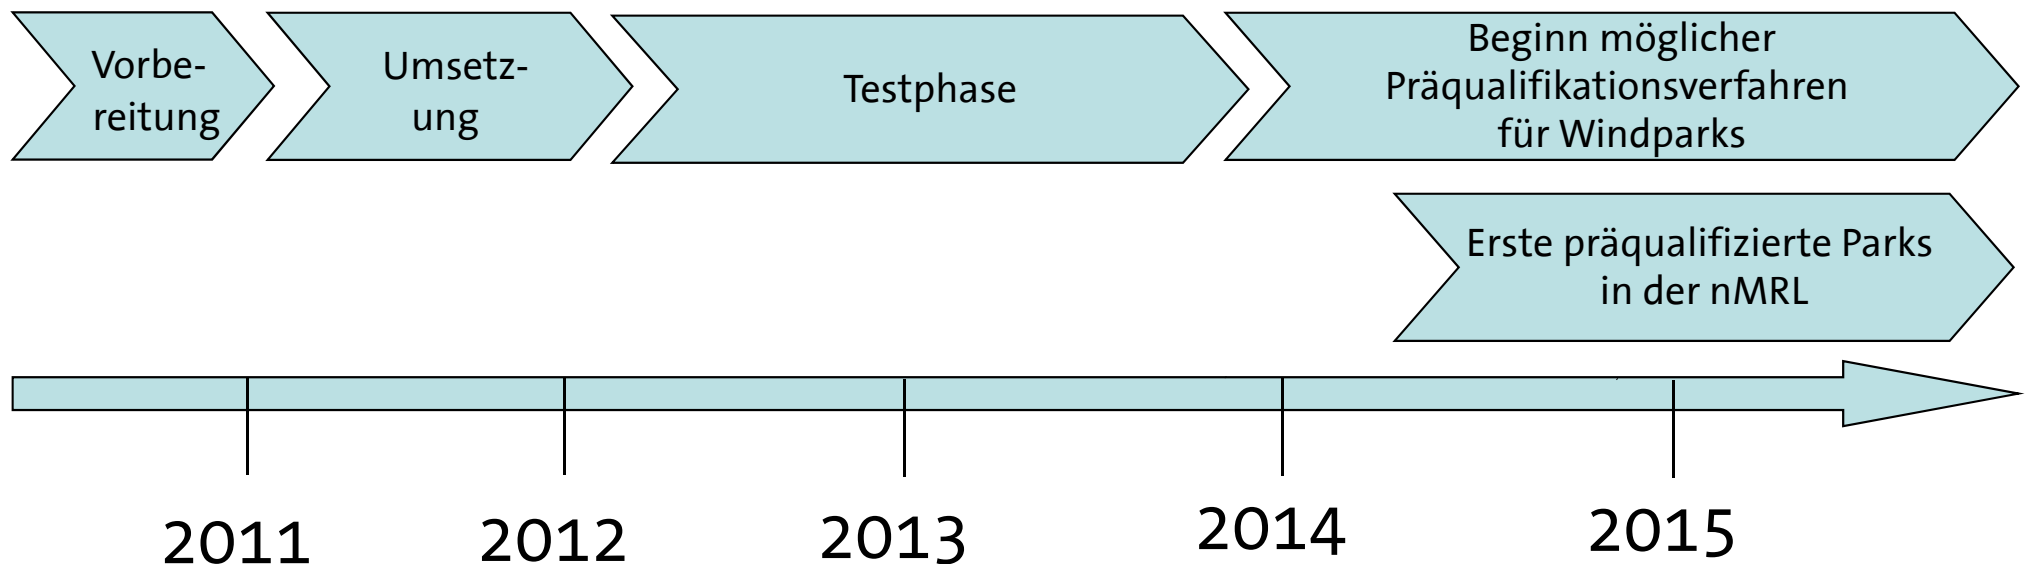 Vorbe-
reitung
Umsetz-
ung
Testphase
Beginn möglicher
Präqualifikationsverfahren
für Windparks
Erste präqualifizierte Parks
in der nMRL
2011
2012
2013
2014
2015